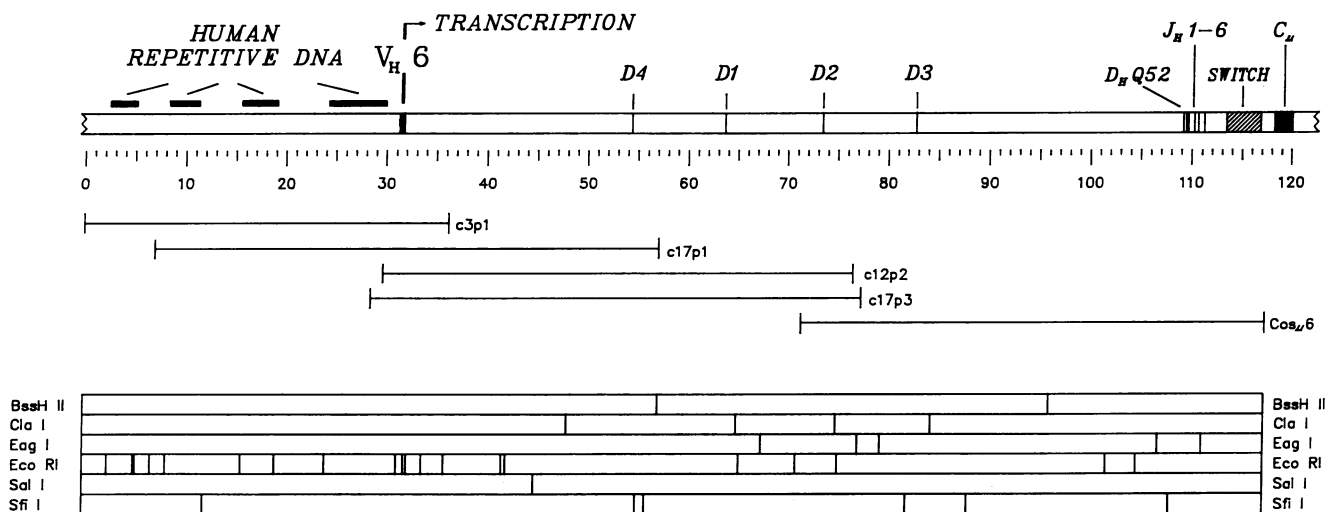 HUMAN
REPETITIVE DNA
V_H 6
TRANSCRIPTION
D4
D1
D2
D3
D_H Q52
J_H 1-6
SWITCH
C_μ
0 10 20 30 40 50 60 70 80 90 100 110 120
c3p1
c17p1
c12p2
c17p3
Cosμ6
BssH II BssH II
Cla I Cla I
Eag I Eag I
Eco RI Eco RI
Sal I Sal I
Sfi I Sfi I